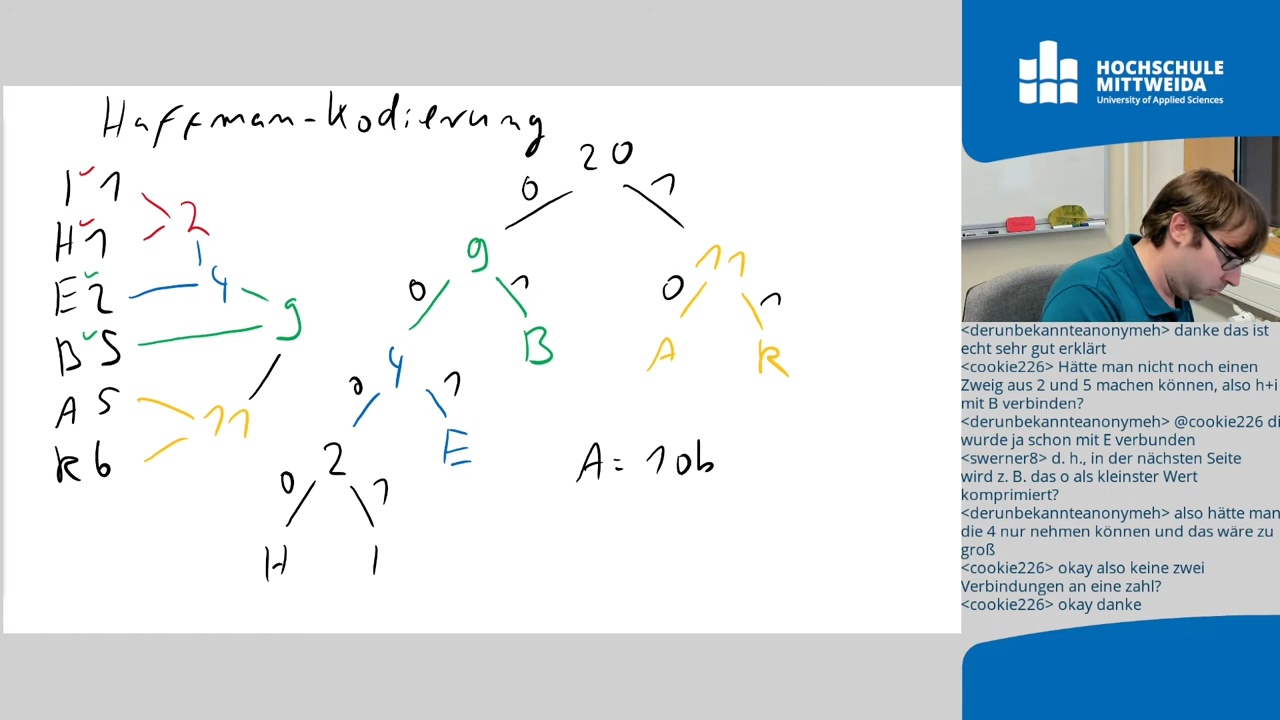 Huffman-Kodierung
I 1
H 1
E 2
B 5
A 5
K 6
2
4
9
11
20
0 1
9 11
0 1 0 1
4 B A K
0 1
2 E
0 1
H I
A = 10b
HOCHSCHULE
MITTWEIDA
University of Applied Sciences
<derunbekannteanonymeh> danke das ist
echt sehr gut erklärt
<cookie226> Hätte man nicht noch einen
Zweig aus 2 und 5 machen können, also h+i
mit B verbinden?
<derunbekannteanonymeh> @cookie226 di
wurde ja schon mit E verbunden
<swerner8> d. h., in der nächsten Seite
wird z. B. das o als kleinster Wert
komprimiert?
<derunbekannteanonymeh> also hätte man
die 4 nur nehmen können und das wäre zu
groß
<cookie226> okay also keine zwei
Verbindungen an eine zahl?
<cookie226> okay danke